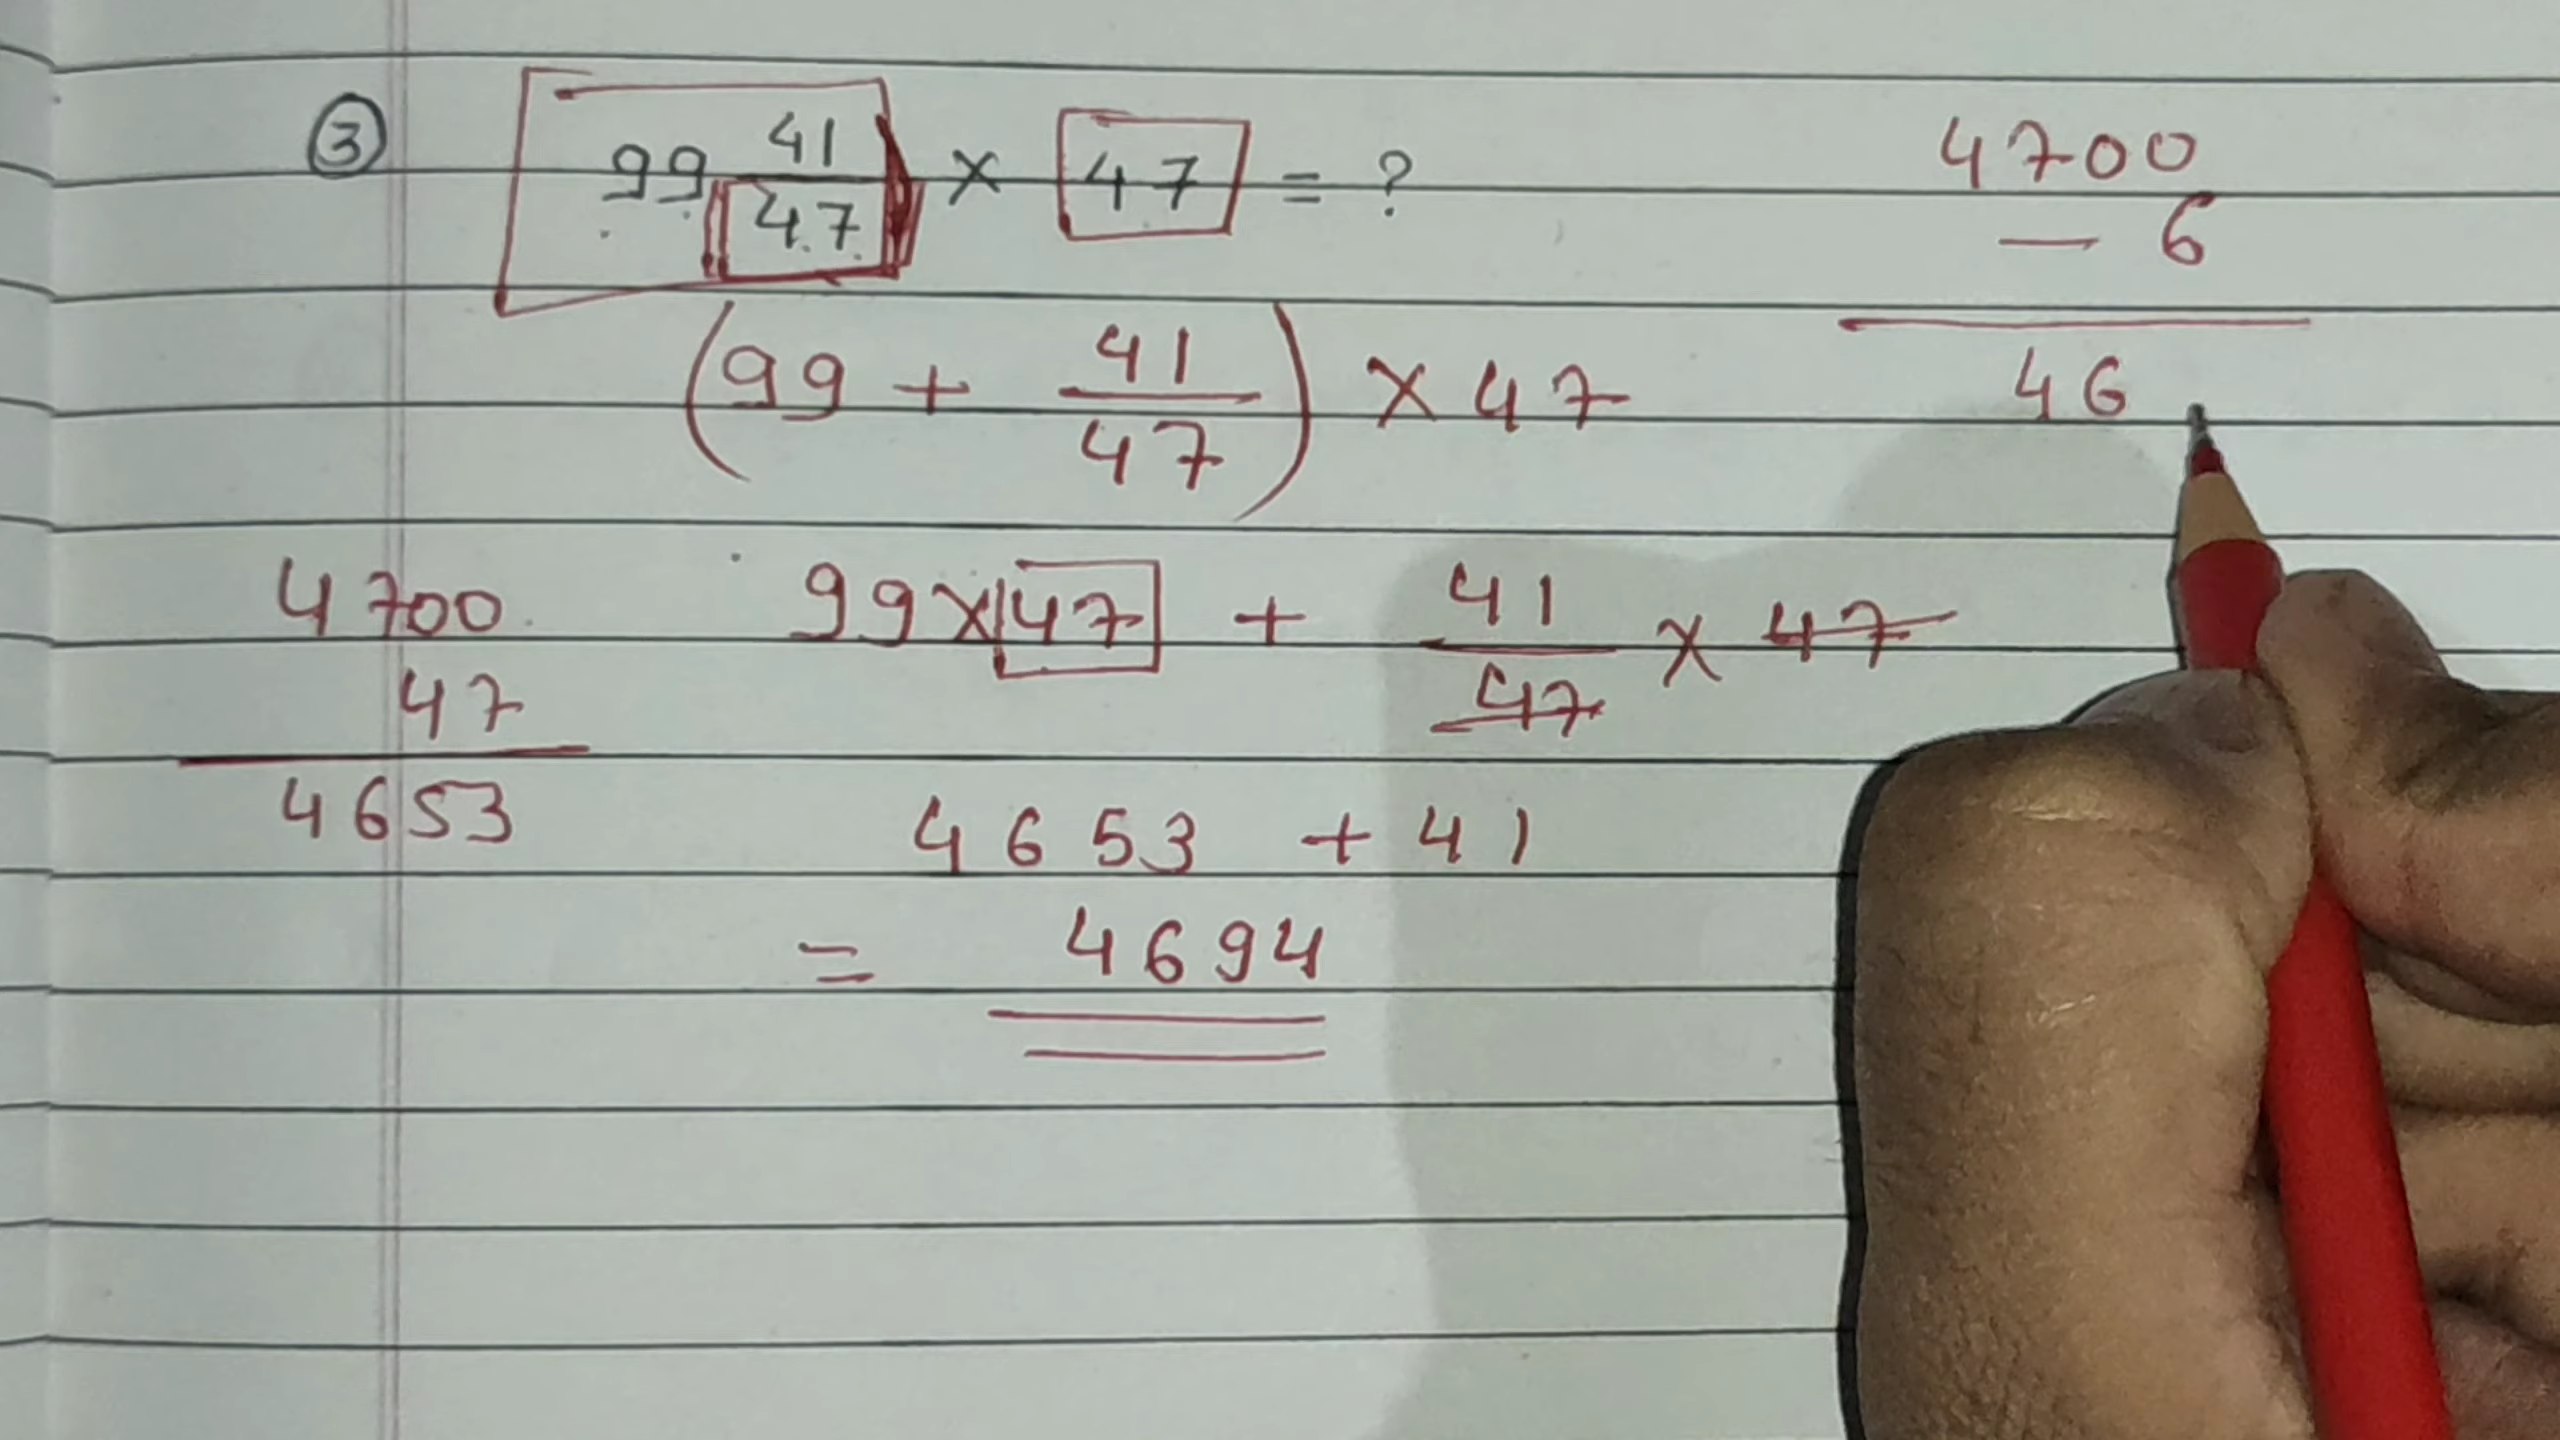 ③ 99 41/47 × 47 = ?
(99 + 41/47) × 47
99×47 + 41/47 × 47
4653 + 41
= 4694
4700
47
4653
4700
— 6
46